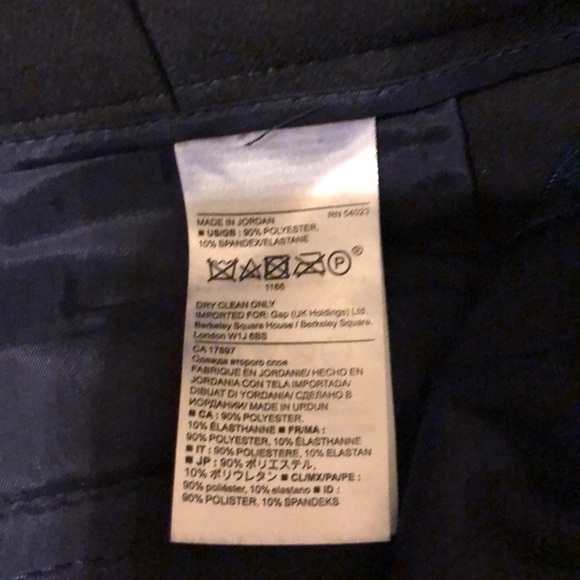 RN 54023
MADE IN JORDAN
■ US/GB : 90% POLYESTER,
10% SPANDEX/ELASTANE
P ®
1166
DRY CLEAN ONLY
IMPORTED FOR: Gap (UK Holdings) Ltd.
Berkeley Square House / Berkeley Square,
London W1J 6BS
CA 17897
Одежда второго слоя
FABRIQUÉ EN JORDANIE/ HECHO EN
JORDANIA CON TELA IMPORTADA/
DIBUAT DI YORDANIA/ СДЕЛАНО В
ИОРДАНИИ/ MADE IN URDUN
■ CA : 90% POLYESTER,
10% ÉLASTHANNE ■ FR/MA :
90% POLYESTER, 10% ÉLASTHANNE
■ IT : 90% POLIESTERE, 10% ELASTAN
■ JP : 90% ポリエステル,
10% ポリウレタン ■ CL/MX/PA/PE :
90% poliéster, 10% elastano ■ ID :
90% POLISTER, 10% SPANDEKS